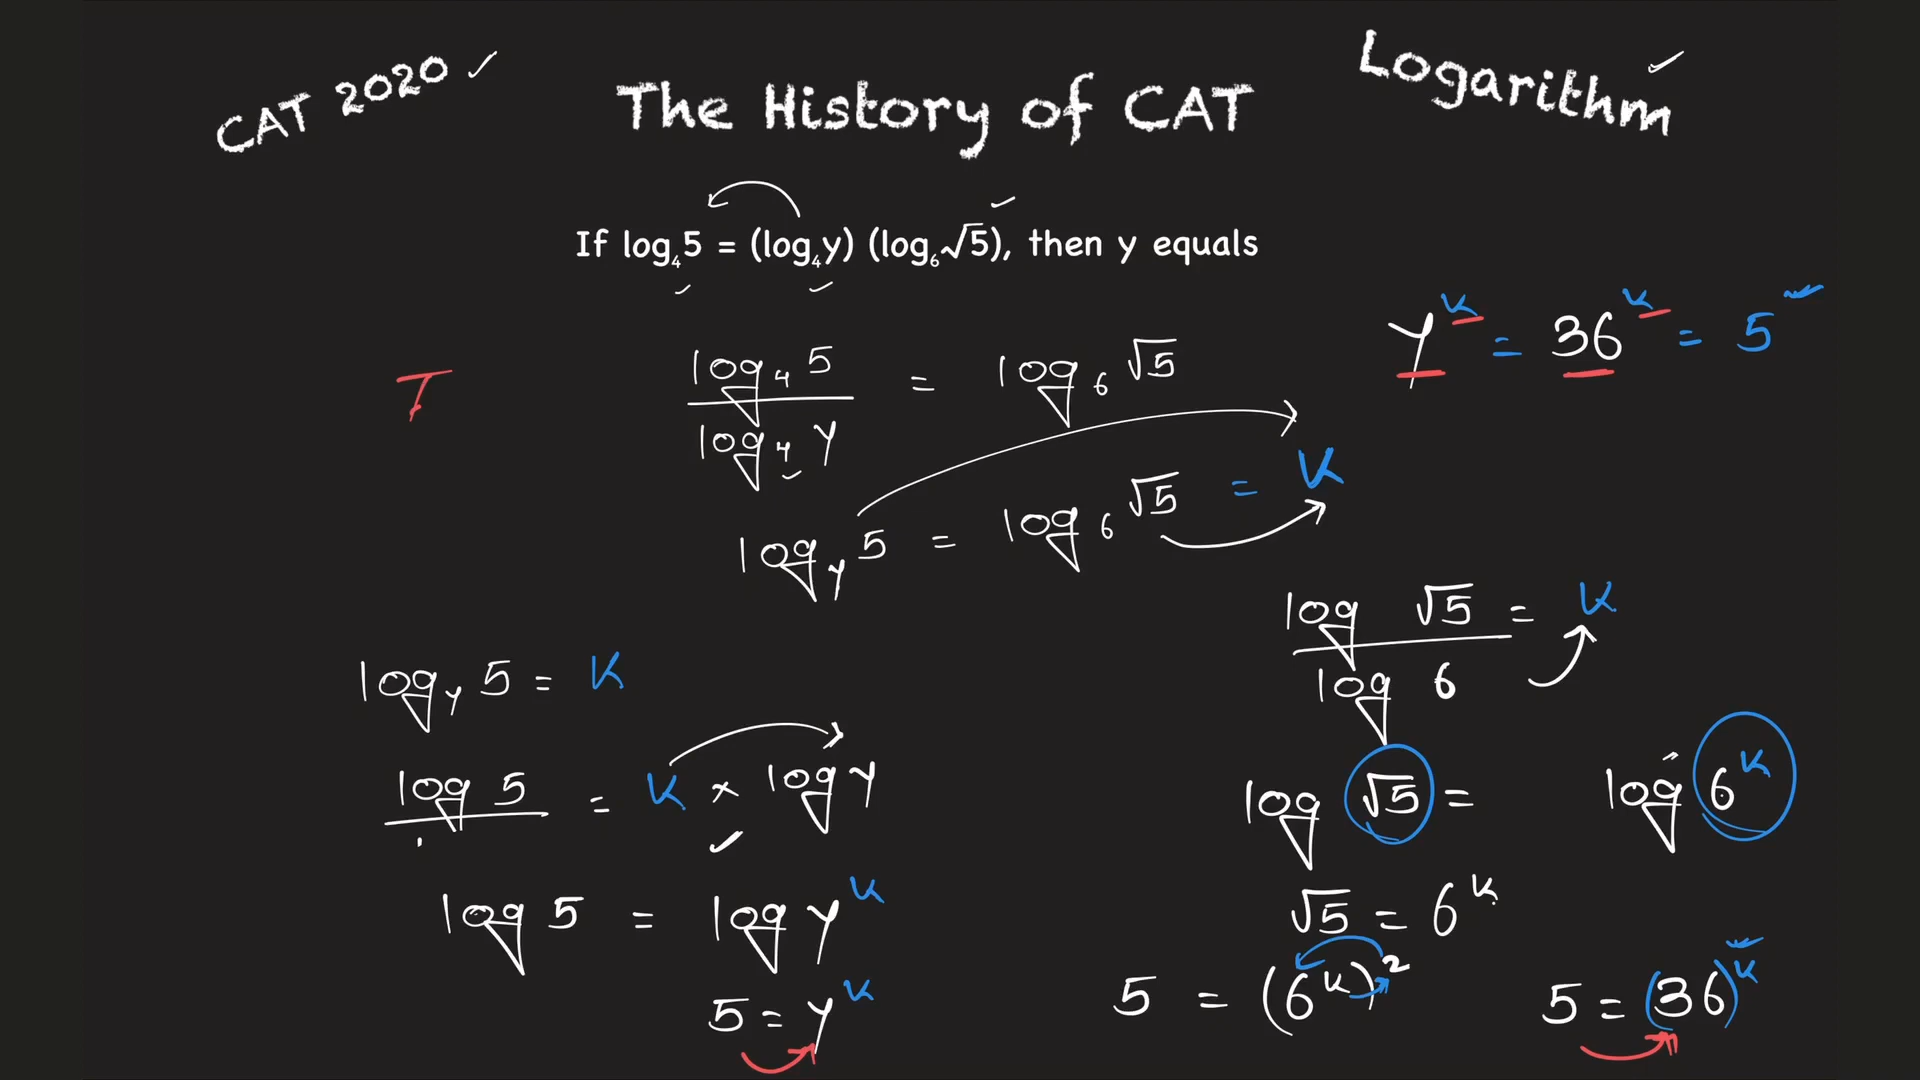 CAT 2020
The History of CAT
Logarithm
If log₄5 = (log₄y) (log₆√5), then y equals
y^k = 36^k = 5
T
log₄ 5 / log₄ y = log₆ √5
log_y 5 = log₆ √5 = k
log √5 / log 6 = k
log_y 5 = k
log 5 = k × log y
log √5 = log 6^k
log 5 = log y^k
√5 = 6^k
5 = y^k
5 = (6^k)²
5 = (36)^k